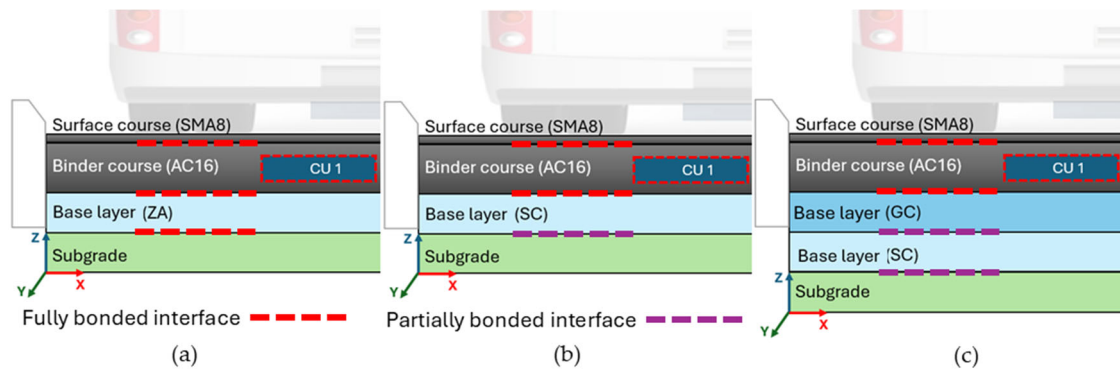 Surface course (SMA8)
Binder course (AC16)
CU 1
Base layer (ZA)
Z
Subgrade
Y
X
Fully bonded interface
(a)
Surface course (SMA8)
Binder course (AC16)
CU 1
Base layer (SC)
Z
Subgrade
Y
X
Partially bonded interface
(b)
Surface course (SMA8)
Binder course (AC16)
CU 1
Base layer (GC)
Base layer (SC)
Z
Subgrade
Y
X
(c)